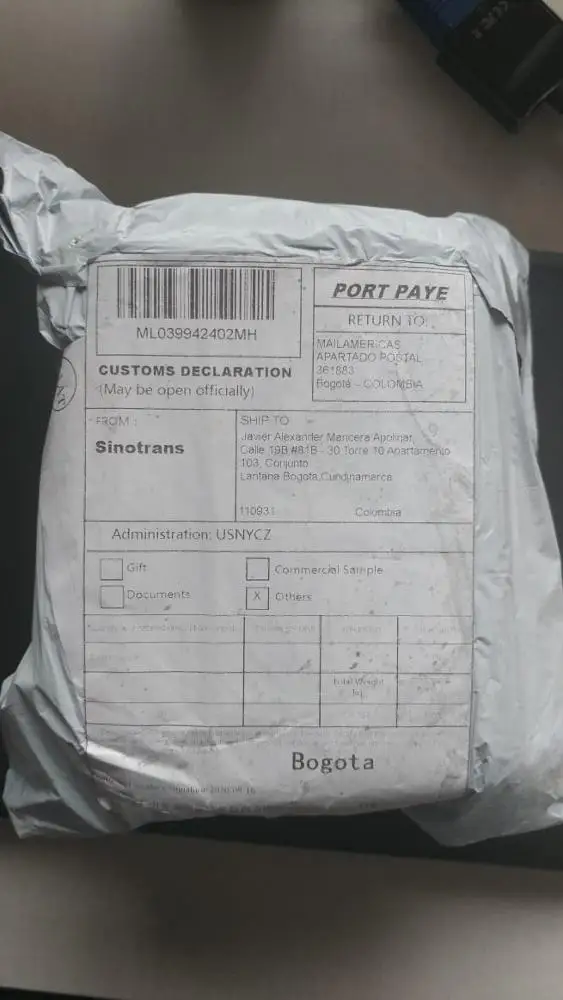 ML039942402MH
CUSTOMS DECLARATION
(May be open officially)
PORT PAYE
RETURN TO:
MAILAMERICAS
APARTADO POSTAL
361883
Bogotá - COLOMBIA
FROM :
Sinotrans
SHIP TO
Javier Alexander Mancera Apolinar,
Calle 19B #81B - 30 Torre 10 Apartamento
103, Conjunto
Lantana Bogota,Cundinamarca
110931 Colombia
Administration: USNYCZ
Gift
Commercial Sample
Documents
X Others
Total Weight
kg
Bogota